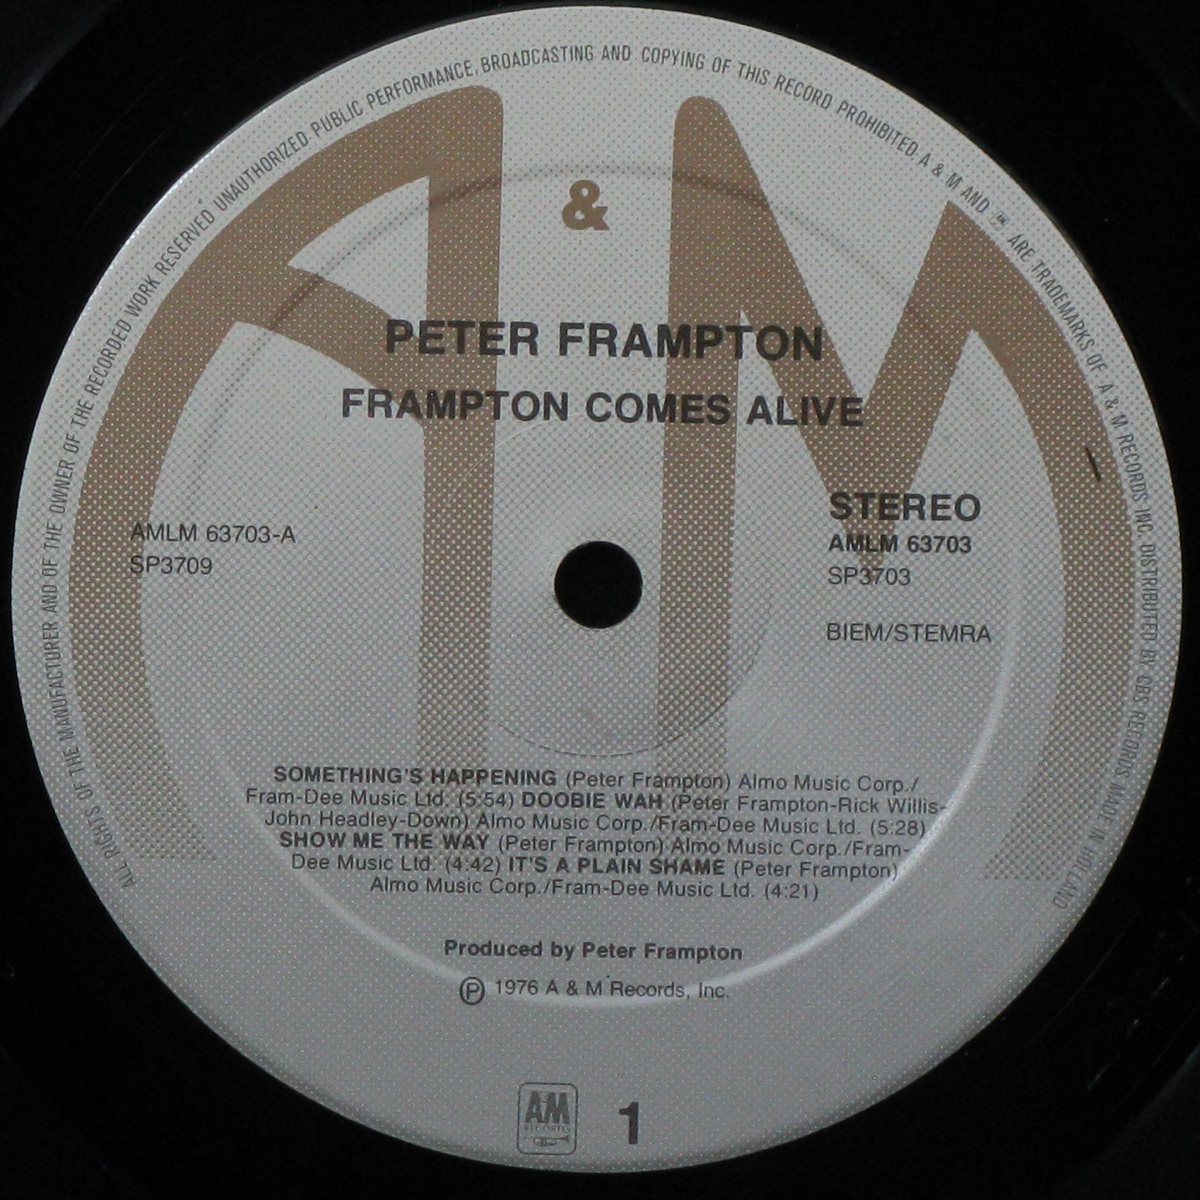 ALL RIGHTS OF THE MANUFACTURER AND OF THE OWNER OF THE RECORDED WORK RESERVED UNAUTHORIZED PUBLIC PERFORMANCE, BROADCASTING AND COPYING OF THIS RECORD PROHIBITED A & M AND AM ARE TRADEMARKS OF A & M RECORDS INC. DISTRIBUTED BY CBS RECORDS MADE IN HOLLAND
A & M
PETER FRAMPTON
FRAMPTON COMES ALIVE
AMLM 63703-A
SP3709
STEREO
AMLM 63703
SP3703
BIEM/STEMRA
SOMETHING'S HAPPENING (Peter Frampton) Almo Music Corp./
Fram-Dee Music Ltd. (5:54) DOOBIE WAH (Peter Frampton-Rick Willis-
John Headley-Down) Almo Music Corp./Fram-Dee Music Ltd. (5:28)
SHOW ME THE WAY (Peter Frampton) Almo Music Corp./Fram-
Dee Music Ltd. (4:42) IT'S A PLAIN SHAME (Peter Frampton)
Almo Music Corp./Fram-Dee Music Ltd. (4:21)
Produced by Peter Frampton
℗ 1976 A & M Records, Inc.
AM
RECORDS
1